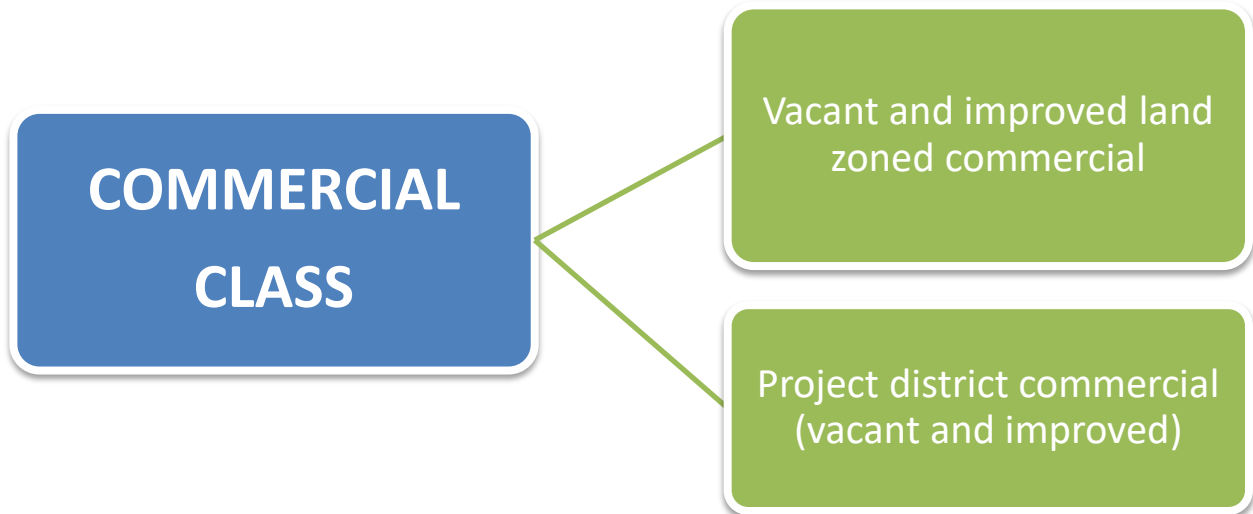 COMMERCIAL
CLASS
Vacant and improved land
zoned commercial
Project district commercial
(vacant and improved)